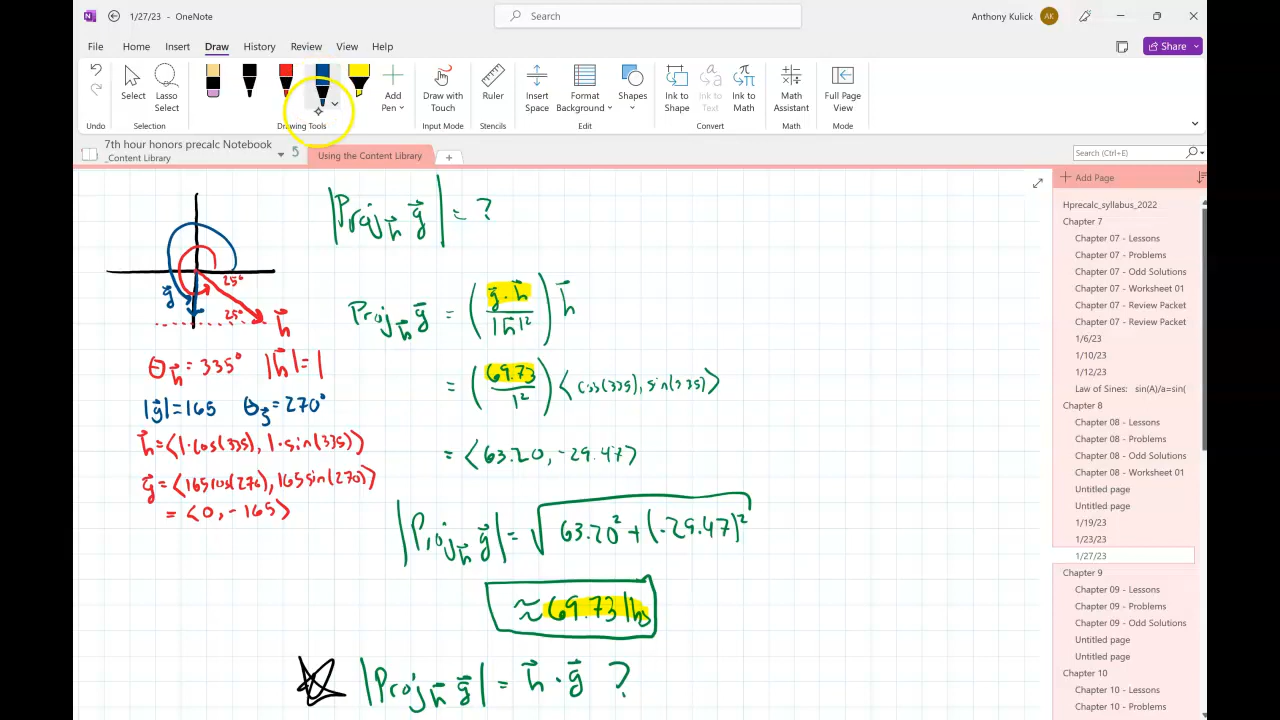 1/27/23 - OneNote
Search
Anthony Kulick
AK
File Home Insert Draw History Review View Help
Share
Select
Lasso Select
Add Pen
Draw with Touch
Ruler
Insert Space
Format Background
Shapes
Ink to Shape
Ink to Text
Ink to Math
Math Assistant
Full Page View
Undo Selection Drawing Tools Input Mode Stencils Edit Convert Math Mode
7th hour honors precalc Notebook
_Content Library
Using the Content Library
Search (Ctrl+E)
Add Page
Hprecalc_syllabus_2022
Chapter 7
Chapter 07 - Lessons
Chapter 07 - Problems
Chapter 07 - Odd Solutions
Chapter 07 - Worksheet 01
Chapter 07 - Review Packet
1/6/23
1/10/23
1/12/23
Law of Sines: sin(A)/a=sin(
Chapter 8
Chapter 08 - Lessons
Chapter 08 - Problems
Chapter 08 - Odd Solutions
Chapter 08 - Worksheet 01
Untitled page
Untitled page
1/19/23
1/23/23
1/27/23
Chapter 9
Chapter 09 - Lessons
Chapter 09 - Problems
Chapter 09 - Odd Solutions
Untitled page
Untitled page
Chapter 10
Chapter 10 - Lessons
Chapter 10 - Problems
25°
g⃗
25°
h⃗
θh⃗ = 335° |h⃗| = 1
|g⃗| = 165 θg⃗ = 270°
h⃗ = ⟨1·cos(335), 1·sin(335)⟩
g⃗ = ⟨165cos(270), 165sin(270)⟩
= ⟨0, -165⟩
|Projh⃗ g⃗| = ?
Projh⃗ g⃗ = (g⃗·h⃗ / |h⃗|²) h⃗
= (69.73 / 1²) ⟨cos(335), sin(335)⟩
= ⟨63.20, -29.47⟩
|Projh⃗ g⃗| = √(63.20² + (-29.47)²)
≈ 69.73 lbs
|Projh⃗ g⃗| = h⃗ · g⃗ ?